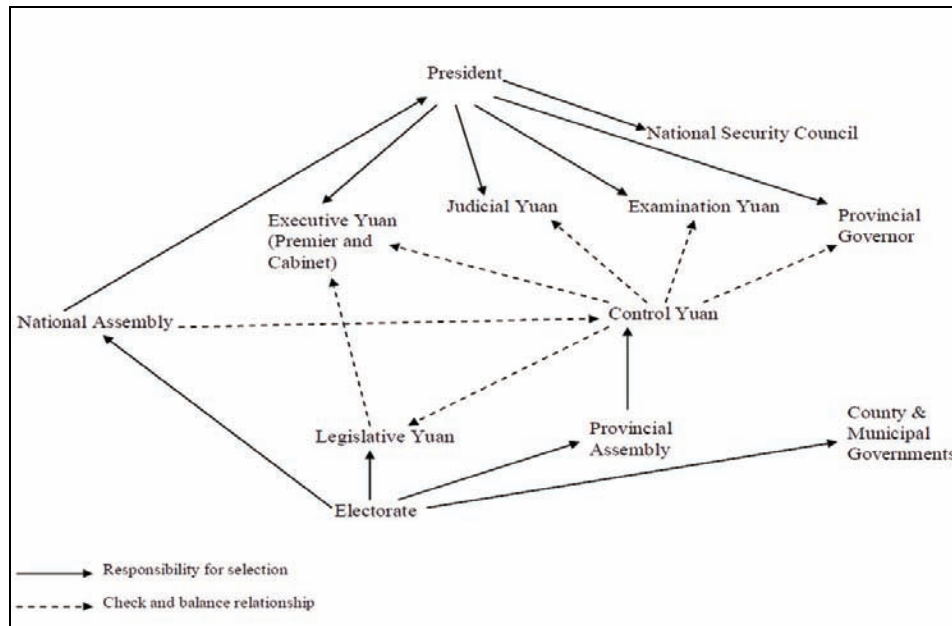 President
National Security Council
Judicial Yuan
Examination Yuan
Executive Yuan
(Premier and
Cabinet)
Provincial
Governor
National Assembly
Control Yuan
Legislative Yuan
Provincial
Assembly
County &
Municipal
Governments
Electorate
Responsibility for selection
Check and balance relationship